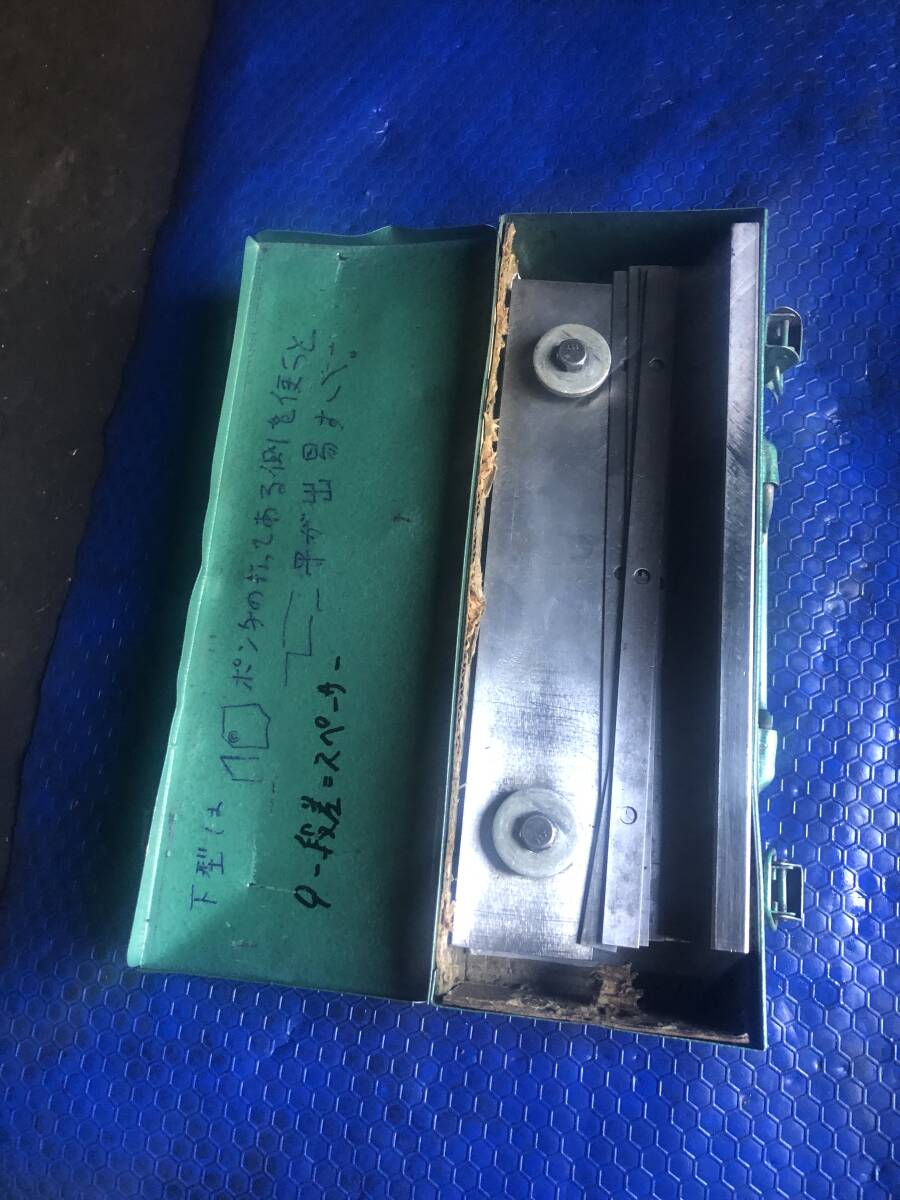 下型は ポンチの打ってある側を使うこと
平が出易すい。
9-段差=スペーサー